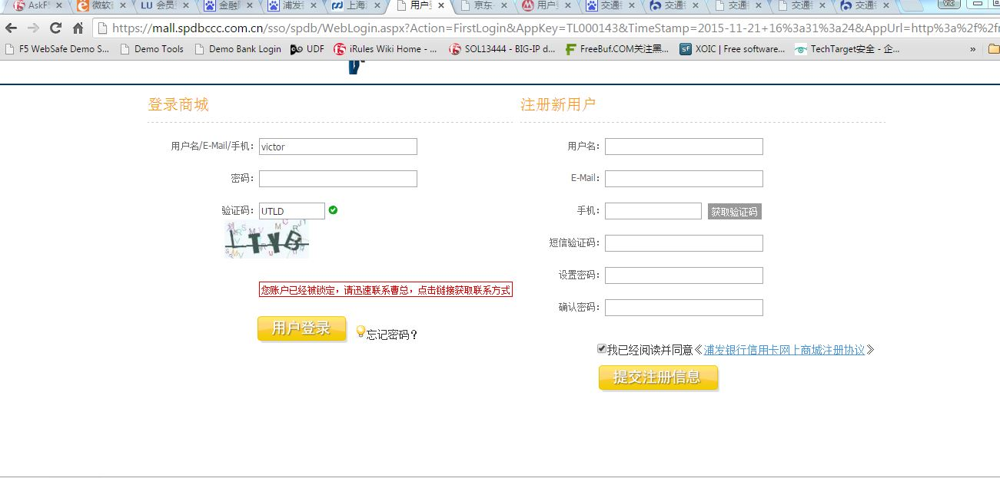 AskF5
微软
LU 会员
金融
浦发
上海
用户
京东
用户
交通
交通
交通
交通
交通
VIC
https://mall.spdbccc.com.cn/sso/spdb/WebLogin.aspx?Action=FirstLogin&AppKey=TL000143&TimeStamp=2015-11-21+16%3a31%3a24&AppUrl=http%3a%2f%2fr
F5 WebSafe Demo S... Demo Tools Demo Bank Login UDF iRules Wiki Home - ... SOL13444 - BIG-IP d... FreeBuf.COM关注黑... XOIC | Free software... TechTarget安全 - 企... »
登录商城
用户名/E-Mail/手机: victor
密码:
验证码: UTLD
LTYB
您账户已经被锁定，请迅速联系曹总，点击链接获取联系方式
用户登录 忘记密码？
注册新用户
用户名:
E-Mail:
手机: 获取验证码
短信验证码:
设置密码:
确认密码:
我已经阅读并同意《浦发银行信用卡网上商城注册协议》
提交注册信息